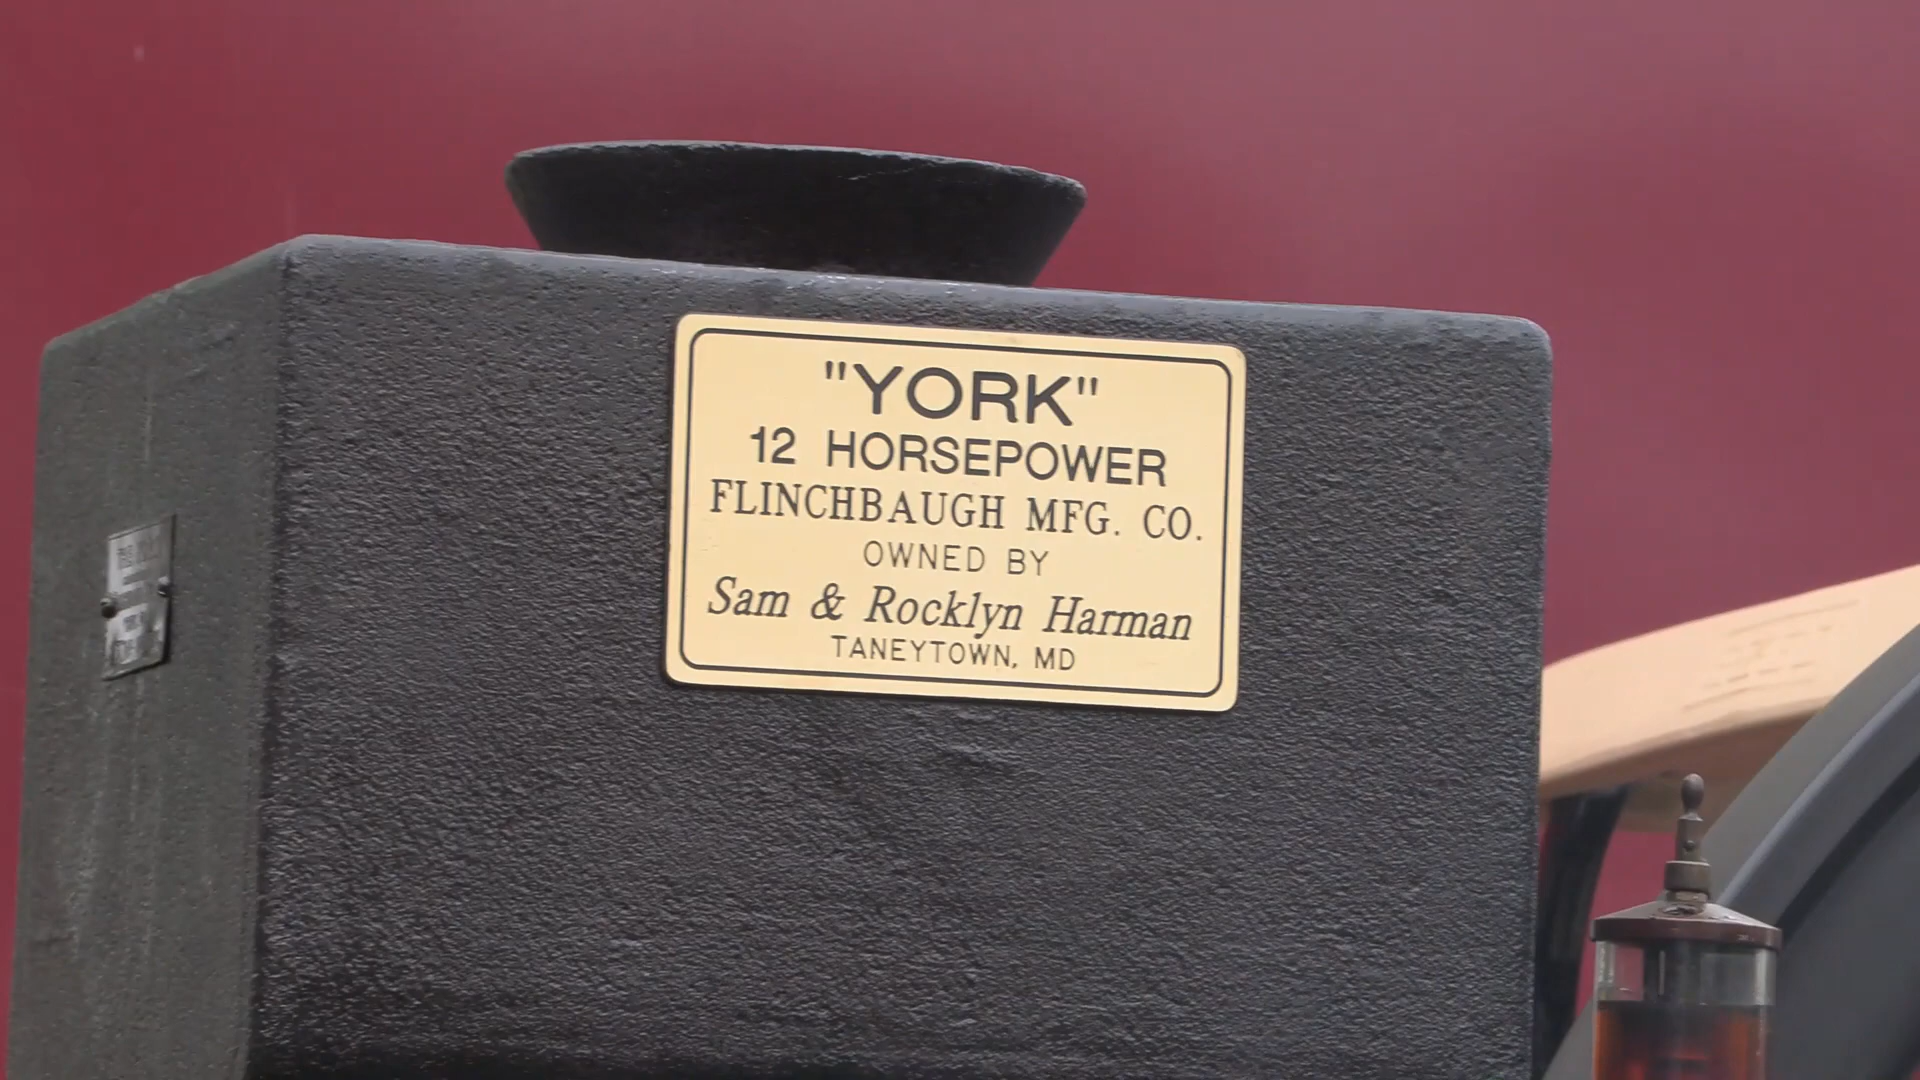 "YORK"
12 HORSEPOWER
FLINCHBAUGH MFG. CO.
OWNED BY
Sam & Rocklyn Harman
TANEYTOWN, MD